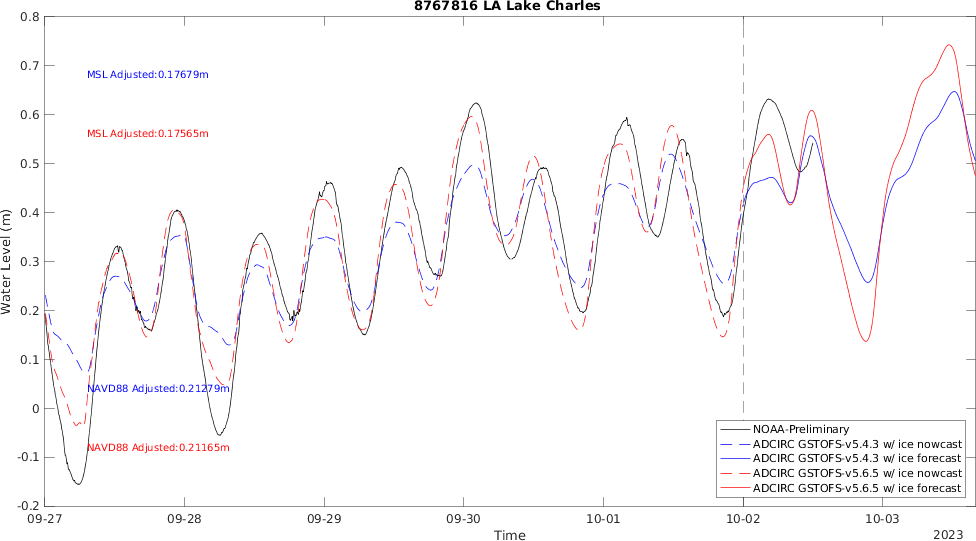 8767816 LA Lake Charles
0.8
0.7
0.6
0.5
0.4
0.3
0.2
0.1
0
-0.1
-0.2
Water Level (m)
MSL Adjusted:0.17679m
MSL Adjusted:0.17565m
NAVD88 Adjusted:0.21279m
NAVD88 Adjusted:0.21165m
NOAA-Preliminary
ADCIRC GSTOFS-v5.4.3 w/ ice nowcast
ADCIRC GSTOFS-v5.4.3 w/ ice forecast
ADCIRC GSTOFS-v5.6.5 w/ ice nowcast
ADCIRC GSTOFS-v5.6.5 w/ ice forecast
09-27 09-28 09-29 09-30 10-01 10-02 10-03
Time
2023